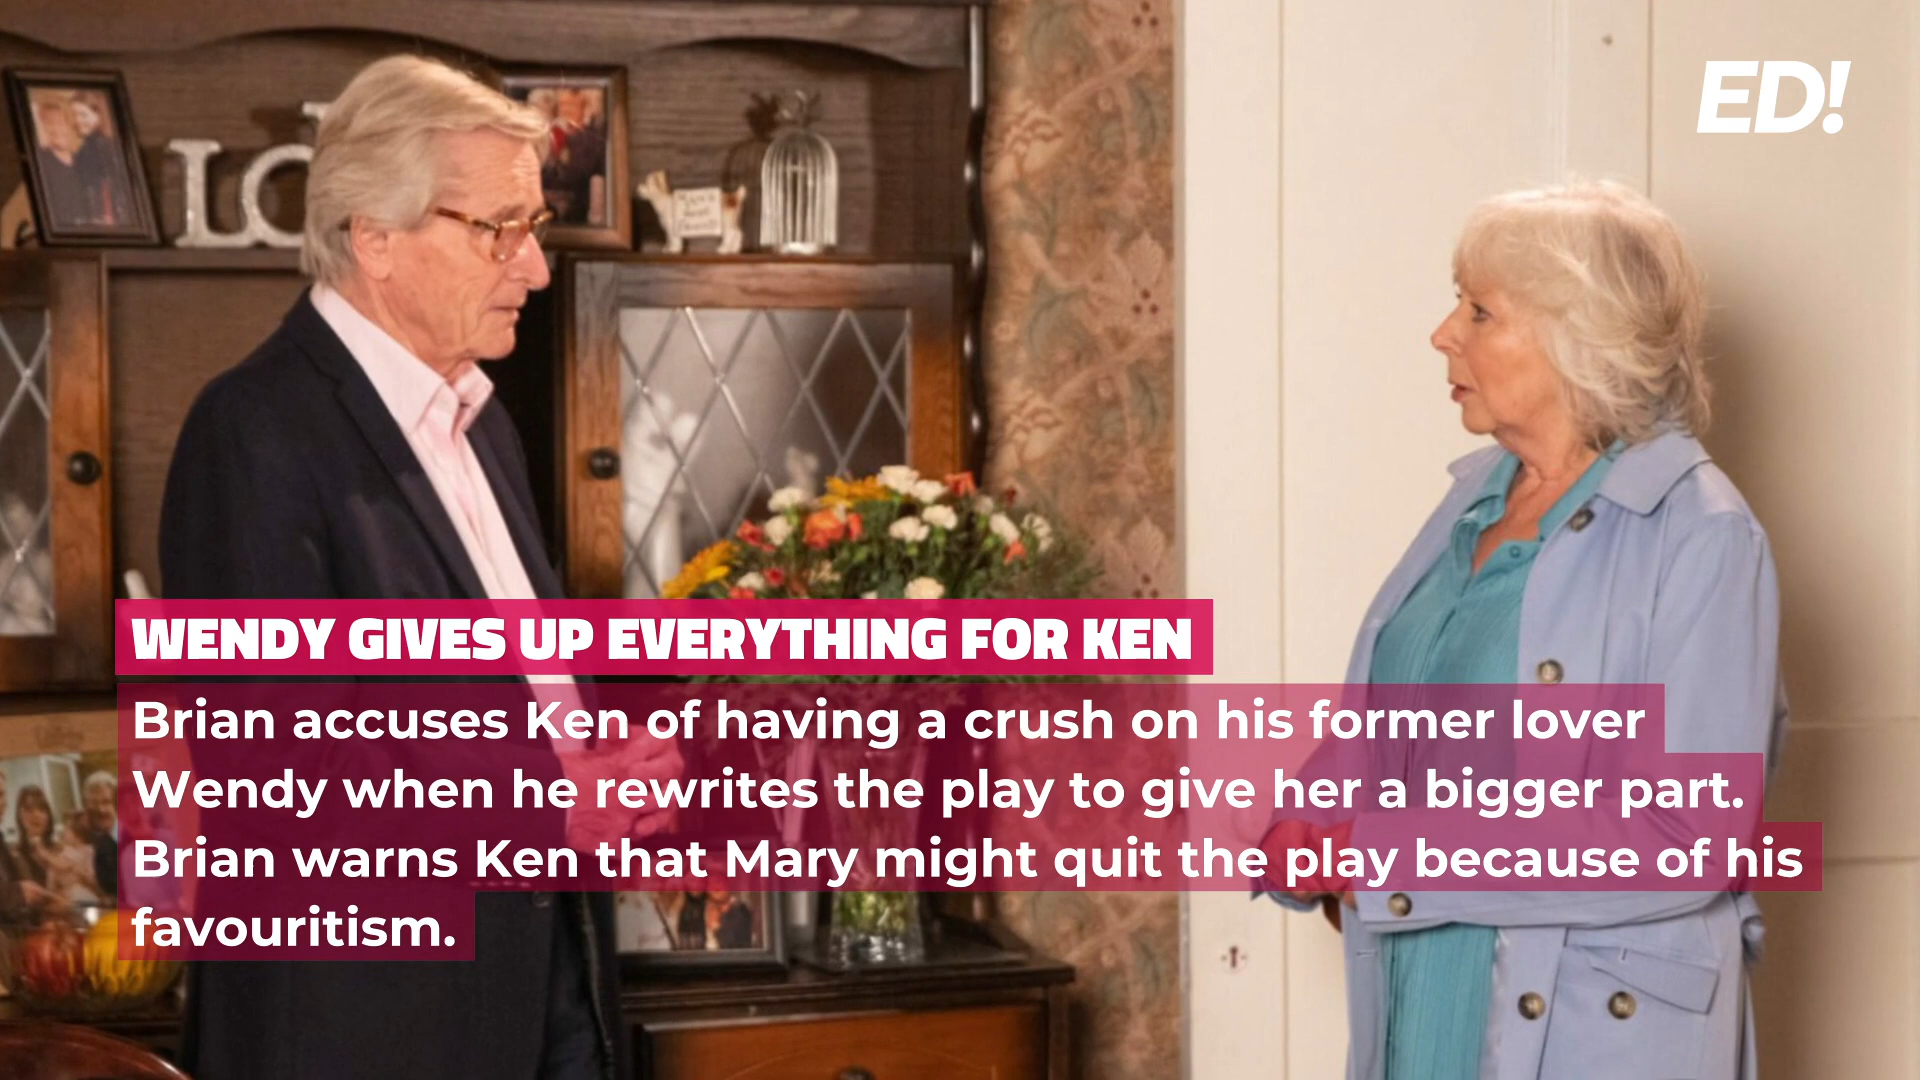 ED!
WENDY GIVES UP EVERYTHING FOR KEN
Brian accuses Ken of having a crush on his former lover
Wendy when he rewrites the play to give her a bigger part.
Brian warns Ken that Mary might quit the play because of his
favouritism.